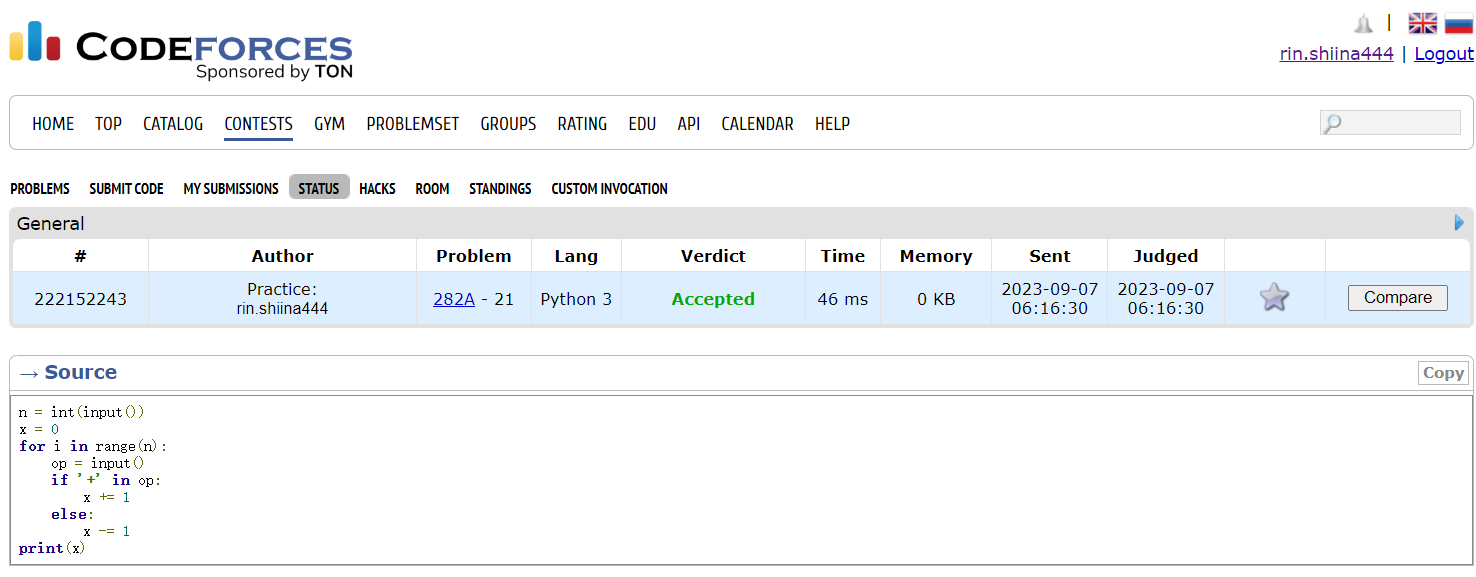 CODEFORCES
Sponsored by TON
rin.shiina444 | Logout
HOME TOP CATALOG CONTESTS GYM PROBLEMSET GROUPS RATING EDU API CALENDAR HELP
PROBLEMS SUBMIT CODE MY SUBMISSIONS STATUS HACKS ROOM STANDINGS CUSTOM INVOCATION
General
# Author Problem Lang Verdict Time Memory Sent Judged
222152243 Practice: rin.shiina444 282A - 21 Python 3 Accepted 46 ms 0 KB 2023-09-07 06:16:30 2023-09-07 06:16:30 Compare
→ Source Copy
n = int(input())
x = 0
for i in range(n):
    op = input()
    if '+' in op:
        x += 1
    else:
        x -= 1
print(x)